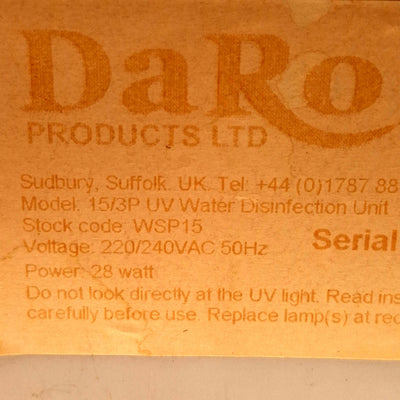 DaRo
PRODUCTS LTD
Sudbury, Suffolk. UK. Tel: +44 (0)1787 88
Model: 15/3P UV Water Disinfection Unit
Stock code: WSP15
Voltage: 220/240VAC 50Hz
Serial
Power: 28 watt
Do not look directly at the UV light. Read
carefully before use. Replace lamp(s) at